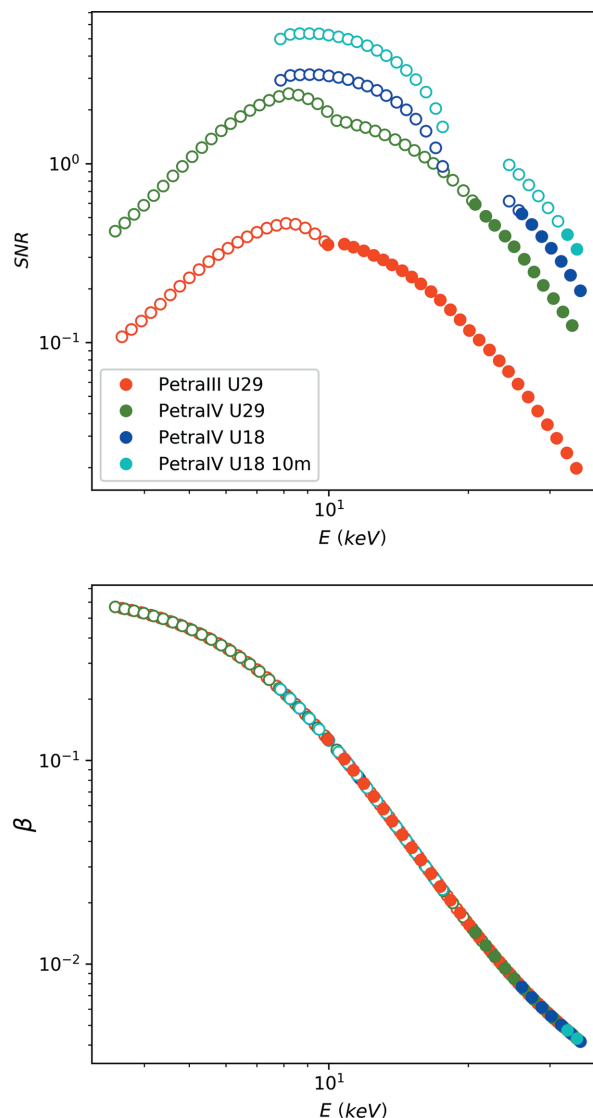 10⁰
SNR
10⁻¹
PetraIII U29
PetraIV U29
PetraIV U18
PetraIV U18 10m
10¹
E (keV)
10⁻¹
β
10⁻²
10¹
E (keV)